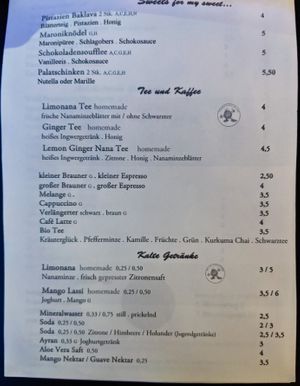 Sweets for my sweet...
Pistazien Baklava 2 Stk. A,C,E,H 4
Blätterteig . Pistazien . Honig
Maroniknödel G,H 5
Maronipüree . Schlagobers . Schokosauce
Schokoladensoufflee A,C,G,E,H 5
Vanilleeis . Schokosauce
Palatschinken 2 Stk. A,C,G,H 5,50
Nutella oder Marille
Tee und Kaffee
Limonana Tee homemade 4
frische Nanaminzeblätter mit / ohne Schwarztee
Ginger Tee homemade 4
heißes Ingwergetränk . Honig
Lemon Ginger Nana Tee homemade 4,5
heißes Ingwergetränk . Zitrone . Honig . Nanaminzeblätter
kleiner Brauner G . kleiner Espresso 2,50
großer Brauner G . großer Espresso 4
Melange G . 3,5
Cappuccino G 3,5
Verlängerter schwarz . braun G 3,5
Café Latte G 4
Bio Tee 3,5
Kräuterglück . Pfefferminze . Kamille . Früchte . Grün . Kurkuma Chai . Schwarztee
Kalte Getränke
Limonana homemade 0,25 / 0,50 3 / 5
Nanaminze . frisch gepresster Zitronensaft
Mango Lassi homemade 0,25 / 0,50 3,5 / 6
Joghurt . Mango G
Mineralwasser 0,33 / 0,75 still . prickelnd 2,5
Soda 0,25 / 0,50 2 / 3
Soda 0,25 / 0,50 Zitrone / Himbeere / Holunder (Jugendgetränk) 2,5 / 3,5
Ayran 0,33 G Joghurtgetränk 3
Aloe Vera Saft 0,50 4
Mango Nektar / Guave Nektar 0,25 3,5